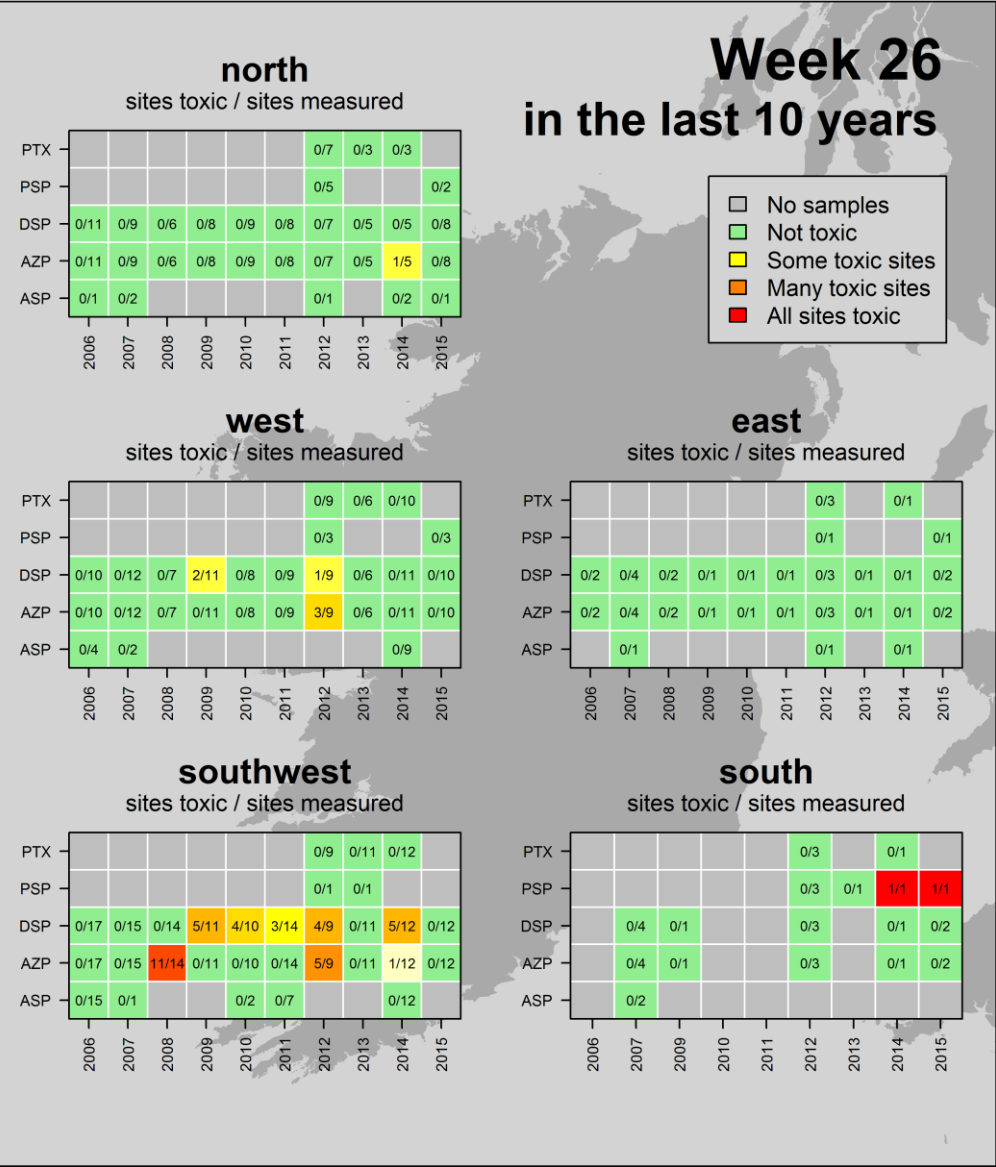 Week 26
in the last 10 years
No samples
Not toxic
Some toxic sites
Many toxic sites
All sites toxic
north
sites toxic / sites measured
PTX 0/7 0/3 0/3
PSP 0/5 0/2
DSP 0/11 0/9 0/6 0/8 0/9 0/8 0/7 0/5 0/5 0/8
AZP 0/11 0/9 0/6 0/8 0/9 0/8 0/7 0/5 1/5 0/8
ASP 0/1 0/2 0/1 0/2 0/1
2006 2007 2008 2009 2010 2011 2012 2013 2014 2015
west
sites toxic / sites measured
PTX 0/9 0/6 0/10
PSP 0/3 0/3
DSP 0/10 0/12 0/7 2/11 0/8 0/9 1/9 0/6 0/11 0/10
AZP 0/10 0/12 0/7 0/11 0/8 0/9 3/9 0/6 0/11 0/10
ASP 0/4 0/2 0/9
2006 2007 2008 2009 2010 2011 2012 2013 2014 2015
east
sites toxic / sites measured
PTX 0/3 0/1
PSP 0/1 0/1
DSP 0/2 0/4 0/2 0/1 0/1 0/1 0/3 0/1 0/1 0/2
AZP 0/2 0/4 0/2 0/1 0/1 0/1 0/3 0/1 0/1 0/2
ASP 0/1 0/1 0/1
2006 2007 2008 2009 2010 2011 2012 2013 2014 2015
southwest
sites toxic / sites measured
PTX 0/9 0/11 0/12
PSP 0/1 0/1
DSP 0/17 0/15 0/14 5/11 4/10 3/14 4/9 0/11 5/12 0/12
AZP 0/17 0/15 11/14 0/11 0/10 0/14 5/9 0/11 1/12 0/12
ASP 0/15 0/1 0/2 0/7 0/12
2006 2007 2008 2009 2010 2011 2012 2013 2014 2015
south
sites toxic / sites measured
PTX 0/3 0/1
PSP 0/3 0/1 1/1 1/1
DSP 0/4 0/1 0/3 0/1 0/2
AZP 0/4 0/1 0/3 0/1 0/2
ASP 0/2
2006 2007 2009 2010 2011 2012 2013 2014 2015